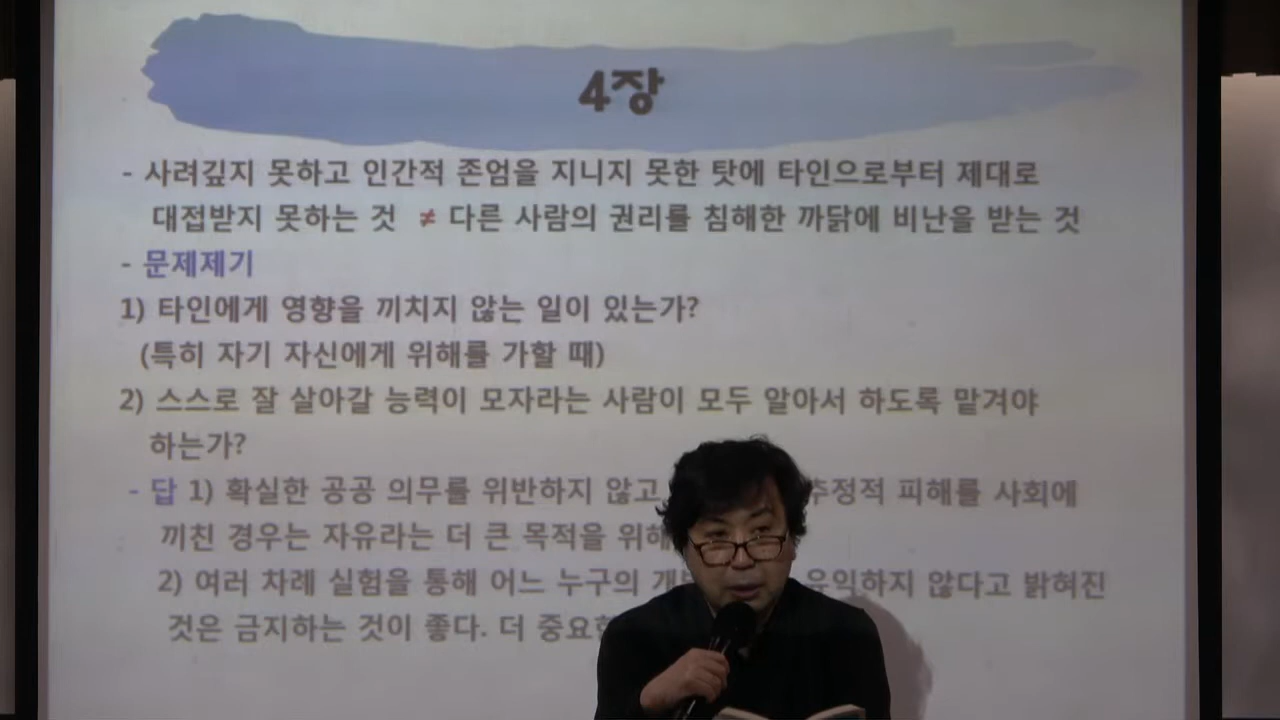 4장
- 사려깊지 못하고 인간적 존엄을 지니지 못한 탓에 타인으로부터 제대로
대접받지 못하는 것 ≠ 다른 사람의 권리를 침해한 까닭에 비난을 받는 것
- 문제제기
1) 타인에게 영향을 끼치지 않는 일이 있는가?
(특히 자기 자신에게 위해를 가할 때)
2) 스스로 잘 살아갈 능력이 모자라는 사람이 모두 알아서 하도록 맡겨야
하는가?
- 답 1) 확실한 공공 의무를 위반하지 않고 추정적 피해를 사회에
끼친 경우는 자유라는 더 큰 목적을 위해
2) 여러 차례 실험을 통해 어느 누구의 유익하지 않다고 밝혀진
것은 금지하는 것이 좋다. 더